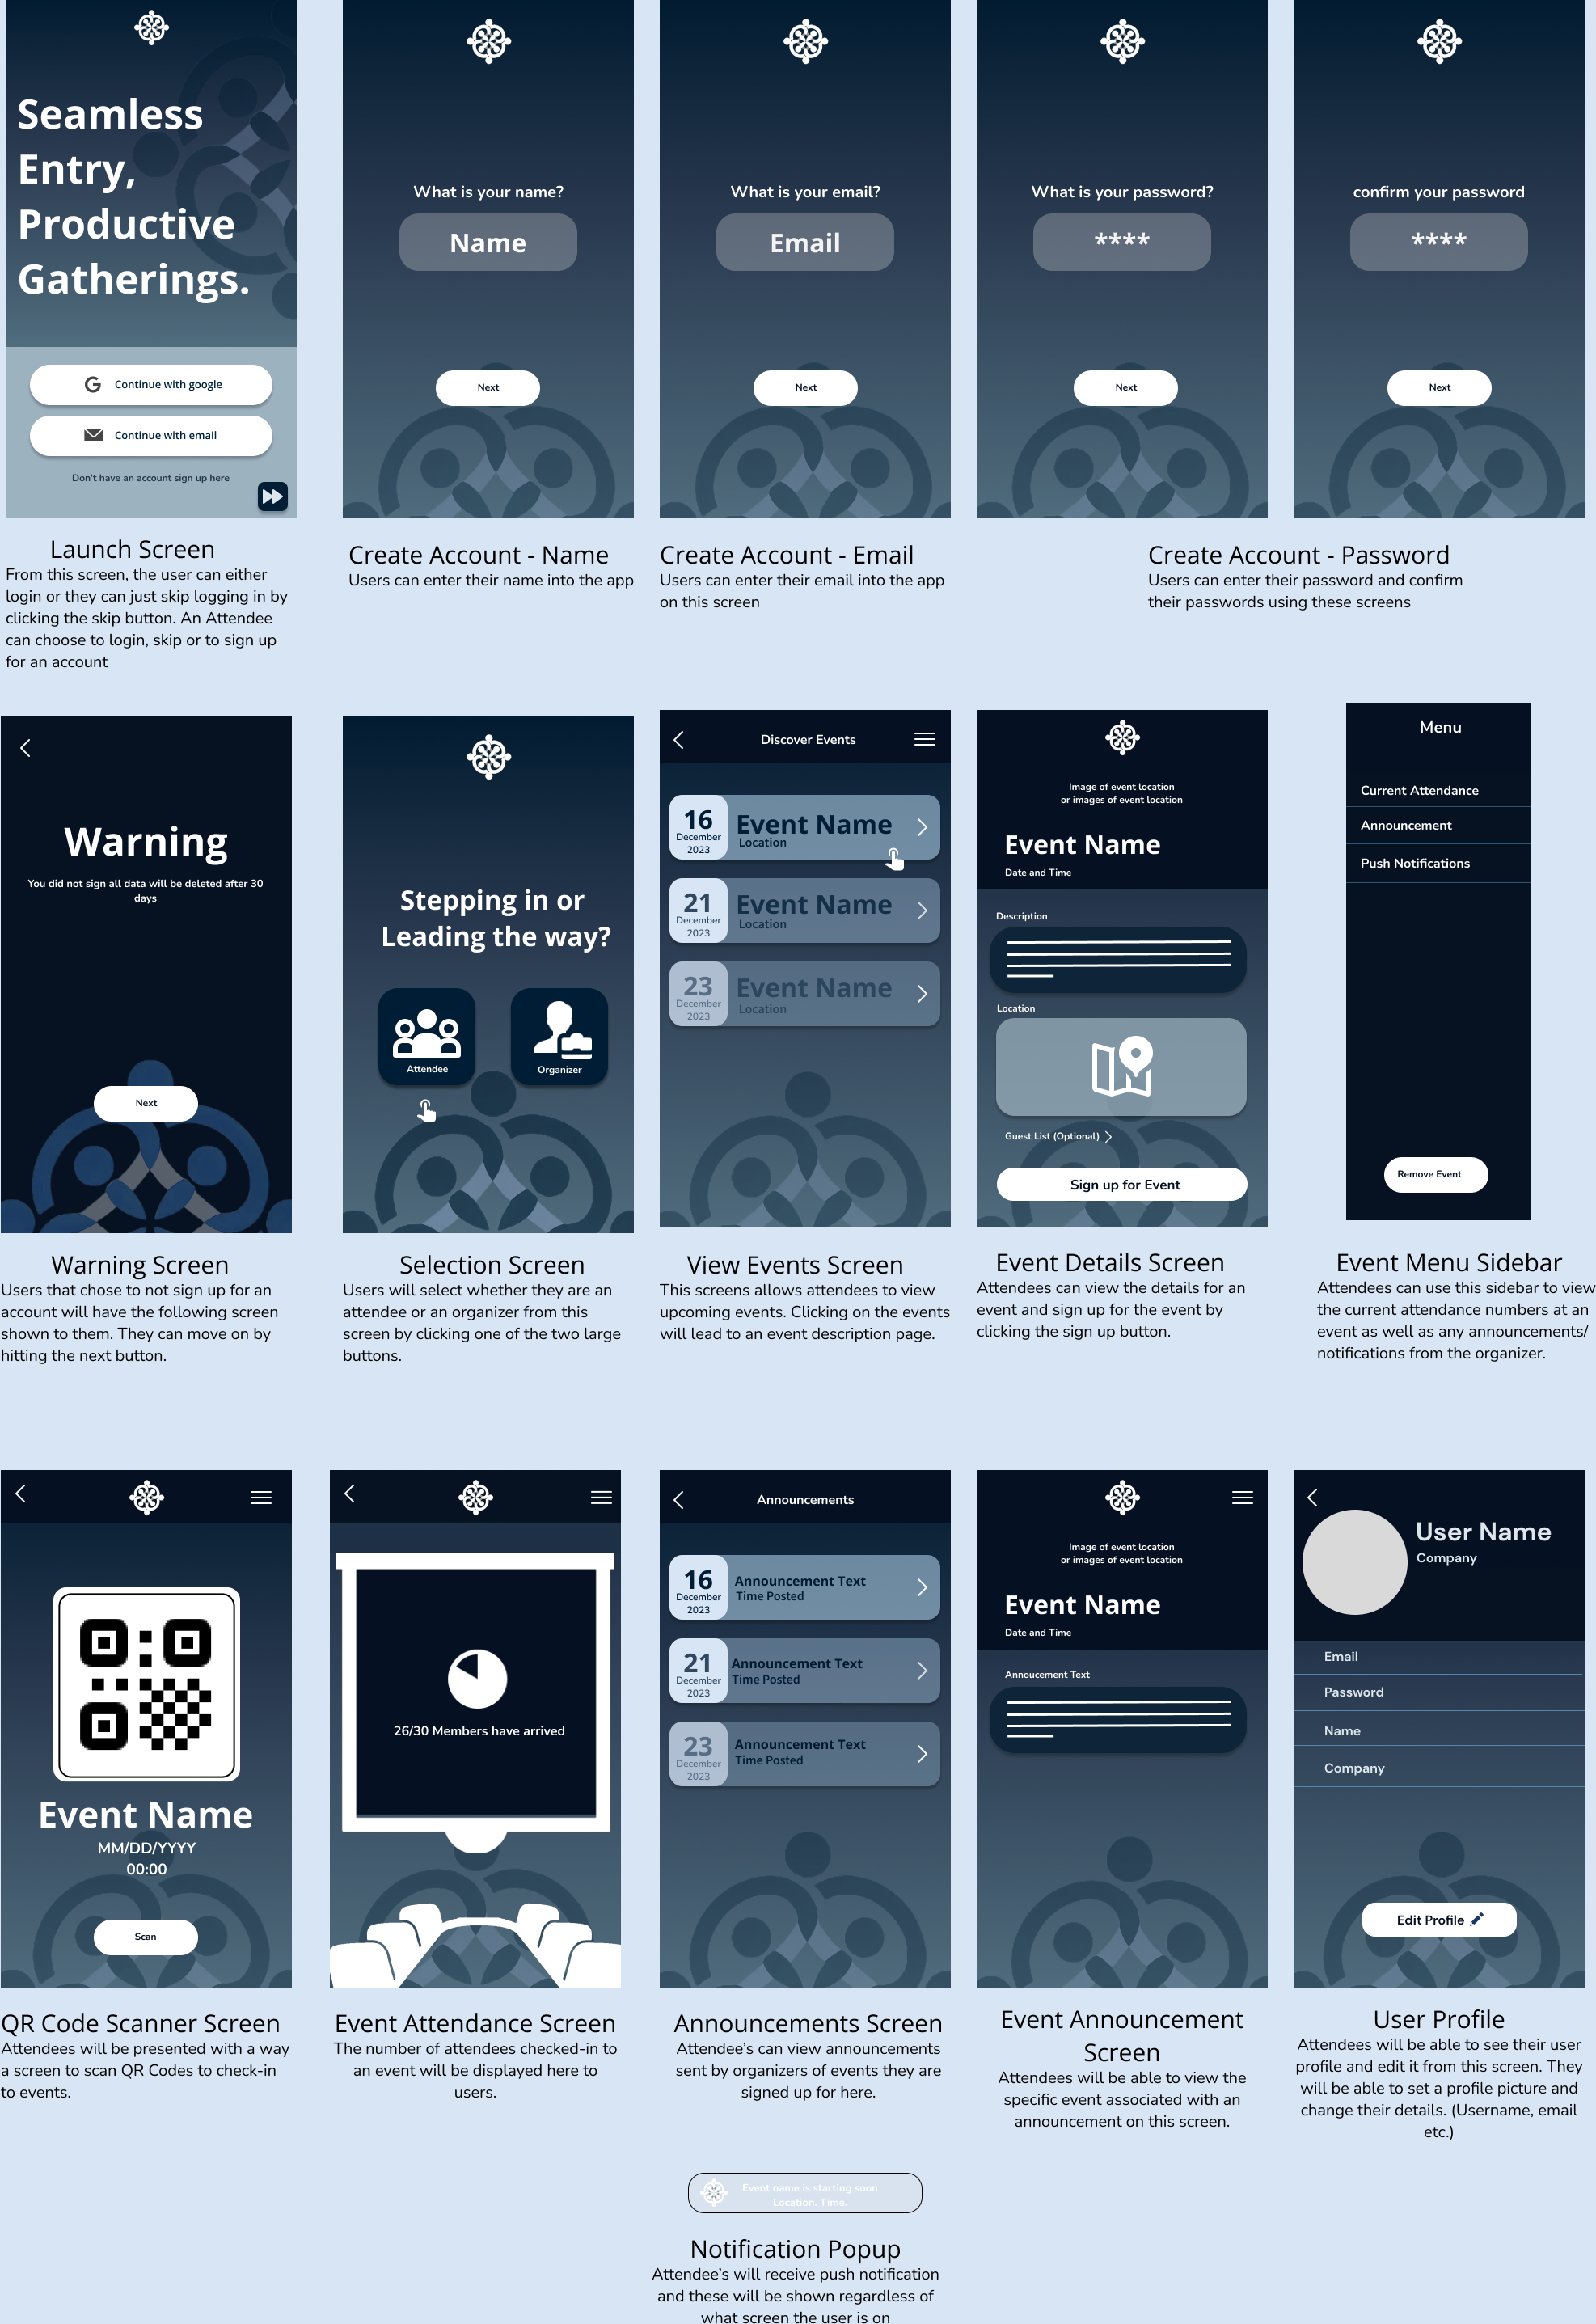 Seamless
Entry,
Productive
Gatherings.
Continue with google
Continue with email
Don't have an account sign up here
Launch Screen
From this screen, the user can either
login or they can just skip logging in by
clicking the skip button. An Attendee
can choose to login, skip or to sign up
for an account
What is your name?
Name
Next
Create Account - Name
Users can enter their name into the app
What is your email?
Email
Next
Create Account - Email
Users can enter their email into the app
on this screen
What is your password?
****
Next
confirm your password
****
Next
Create Account - Password
Users can enter their password and confirm
their passwords using these screens
Warning
You did not sign all data will be deleted after 30
days
Next
Warning Screen
Users that chose to not sign up for an
account will have the following screen
shown to them. They can move on by
hitting the next button.
Stepping in or
Leading the way?
Attendee
Organizer
Selection Screen
Users will select whether they are an
attendee or an organizer from this
screen by clicking one of the two large
buttons.
Discover Events
16
December
2023
Event Name
Location
21
December
2023
Event Name
Location
23
December
2023
Event Name
Location
View Events Screen
This screens allows attendees to view
upcoming events. Clicking on the events
will lead to an event description page.
Image of event location
or images of event location
Event Name
Date and Time
Description
Location
Guest List (Optional)
Sign up for Event
Event Details Screen
Attendees can view the details for an
event and sign up for the event by
clicking the sign up button.
Menu
Current Attendance
Announcement
Push Notifications
Remove Event
Event Menu Sidebar
Attendees can use this sidebar to view
the current attendance numbers at an
event as well as any announcements/
notifications from the organizer.
Event Name
MM/DD/YYYY
00:00
Scan
QR Code Scanner Screen
Attendees will be presented with a way
a screen to scan QR Codes to check-in
to events.
26/30 Members have arrived
Event Attendance Screen
The number of attendees checked-in to
an event will be displayed here to
users.
Announcements
16
December
2023
Announcement Text
Time Posted
21
December
2023
Announcement Text
Time Posted
23
December
2023
Announcement Text
Time Posted
Announcements Screen
Attendee's can view announcements
sent by organizers of events they are
signed up for here.
Image of event location
or images of event location
Event Name
Date and Time
Annoucement Text
Event Announcement
Screen
Attendees will be able to view the
specific event associated with an
announcement on this screen.
User Name
Company
Email
Password
Name
Company
Edit Profile
User Profile
Attendees will be able to see their user
profile and edit it from this screen. They
will be able to set a profile picture and
change their details. (Username, email
etc.)
Event name is starting soon
Location. Time.
Notification Popup
Attendee's will receive push notification
and these will be shown regardless of
what screen the user is on